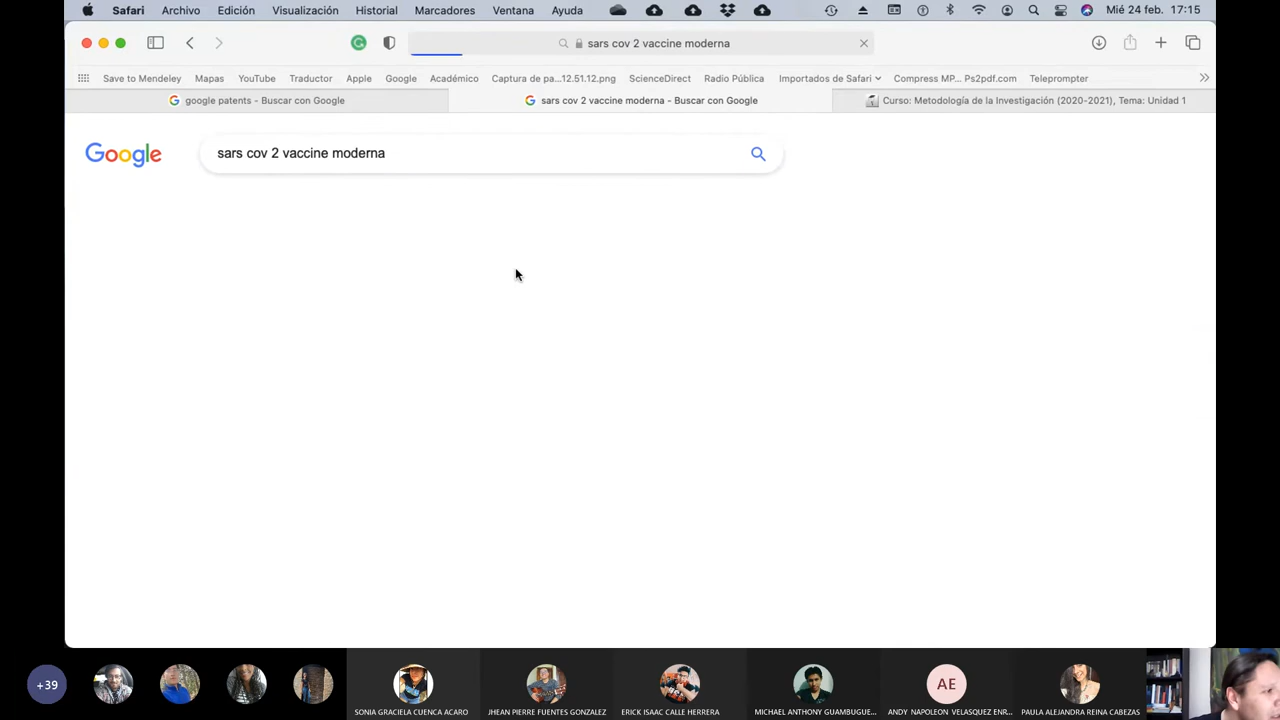 Safari Archivo Edición Visualización Historial Marcadores Ventana Ayuda Mié 24 feb. 17:15
sars cov 2 vaccine moderna
Save to Mendeley Mapas YouTube Traductor Apple Google Académico Captura de pa...12.51.12.png ScienceDirect Radio Pública Importados de Safari Compress MP... Ps2pdf.com Teleprompter
google patents - Buscar con Google sars cov 2 vaccine moderna - Buscar con Google Curso: Metodología de la Investigación (2020-2021), Tema: Unidad 1
Google sars cov 2 vaccine moderna
+39 AE
SONIA GRACIELA CUENCA ACARO JHEAN PIERRE FUENTES GONZALEZ ERICK ISAAC CALLE HERRERA MICHAEL ANTHONY GUAMBUGUE... ANDY NAPOLEON VELASQUEZ ENR... PAULA ALEJANDRA REINA CABEZAS